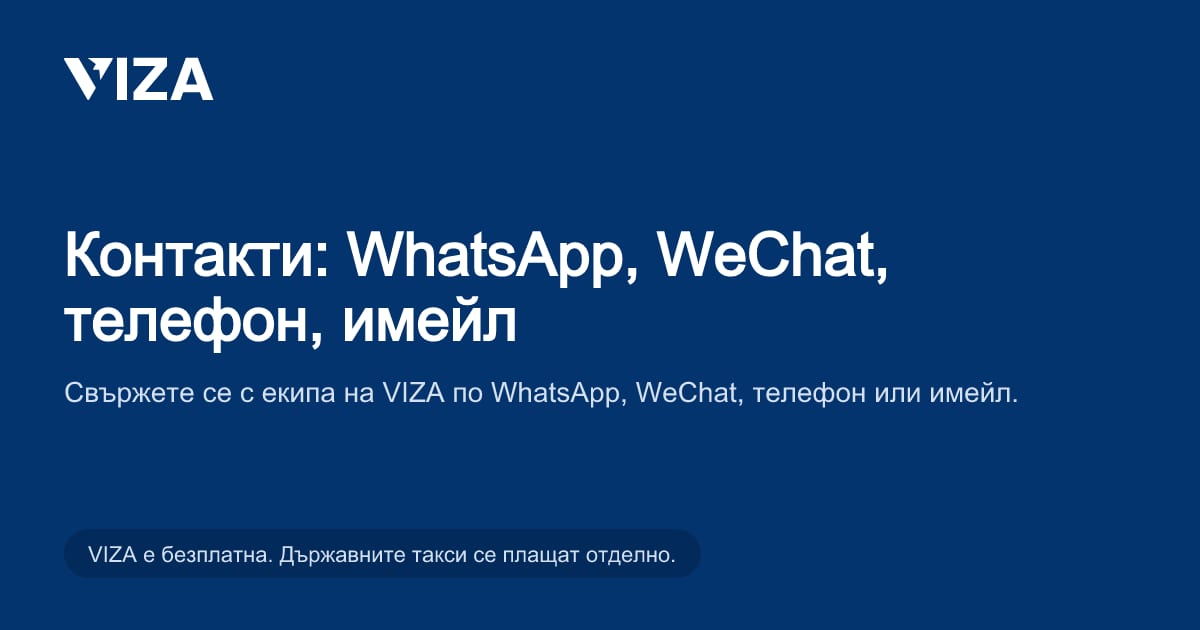 VIZA
Контакти: WhatsApp, WeChat,
телефон, имейл
Свържете се с екипа на VIZA по WhatsApp, WeChat, телефон или имейл.
VIZA е безплатна. Държавните такси се плащат отделно.